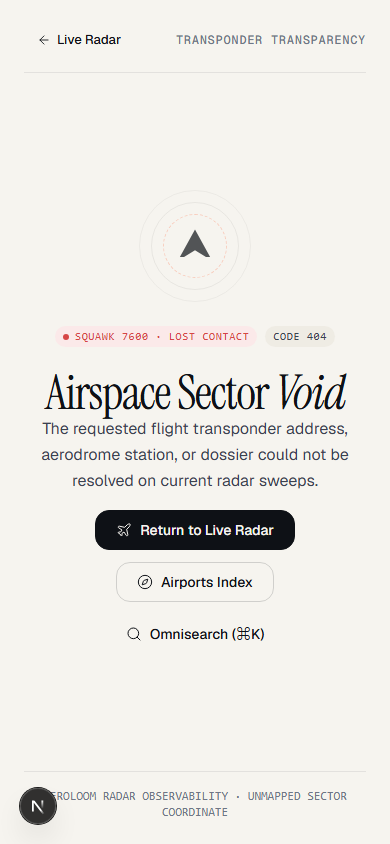 Live Radar
TRANSPONDER TRANSPARENCY
SQUAWK 7600 · LOST CONTACT
CODE 404
Airspace Sector Void
The requested flight transponder address,
aerodrome station, or dossier could not be
resolved on current radar sweeps.
Return to Live Radar
Airports Index
Omnisearch (⌘K)
N
RADAR OBSERVABILITY · UNMAPPED SECTOR
COORDINATE